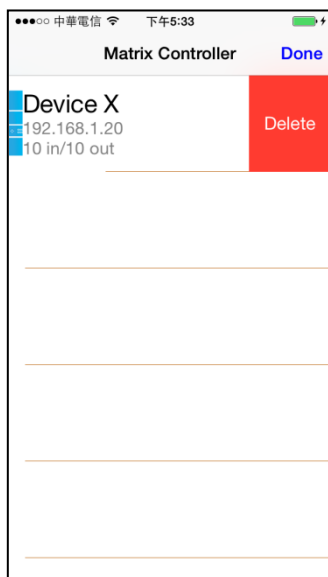 中華電信 下午5:33
Matrix Controller Done
Device X
192.168.1.20
10 in/10 out
Delete